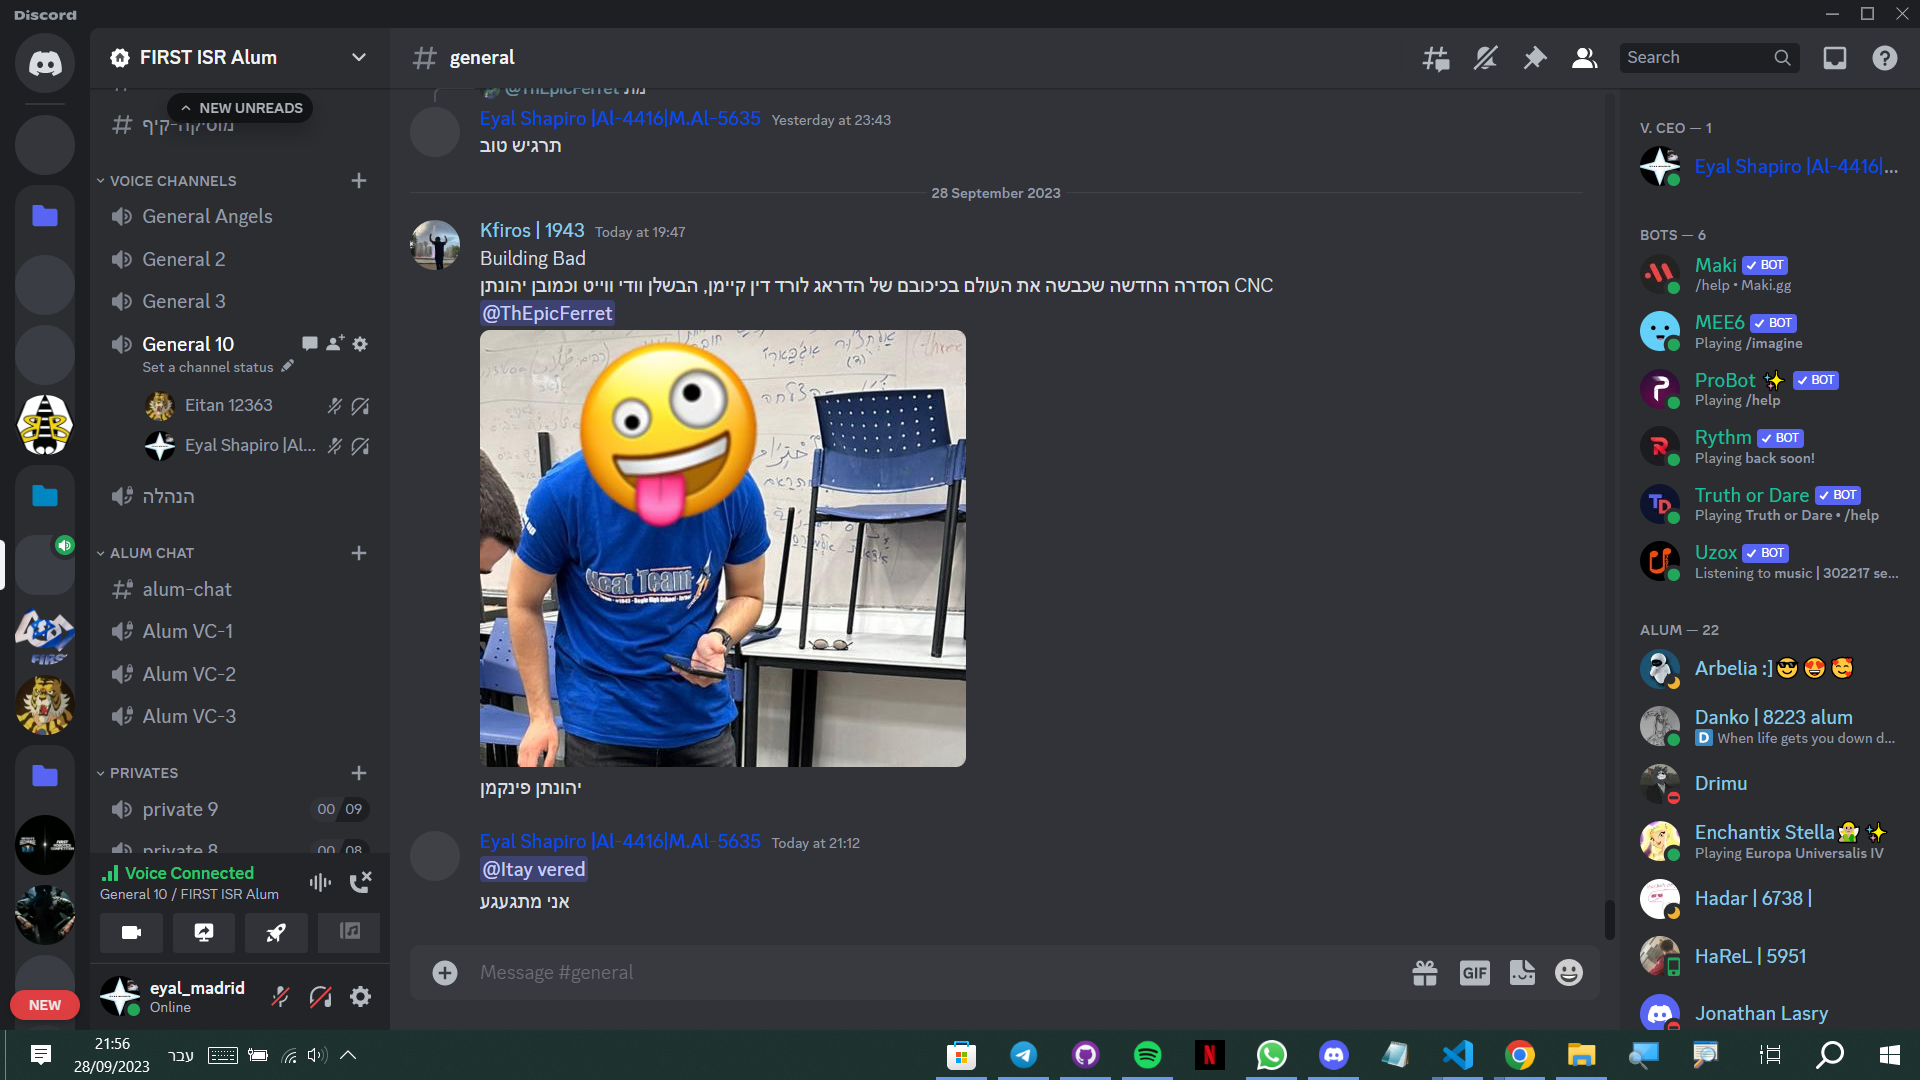 Discord
FIRST ISR Alum
NEW UNREADS
מוסיקה-קיף
VOICE CHANNELS
General Angels
General 2
General 3
General 10
Set a channel status
Eitan 12363
Eyal Shapiro |Al...
הנהלה
ALUM CHAT
alum-chat
Alum VC-1
Alum VC-2
Alum VC-3
PRIVATES
private 9 00 09
private 8 00 08
Voice Connected
General 10 / FIRST ISR Alum
eyal_madrid
Online
NEW
general
Search
@ThEpicFerret מת
Eyal Shapiro |Al-4416|M.Al-5635 Yesterday at 23:43
תרגיש טוב
28 September 2023
Kfiros | 1943 Today at 19:47
Building Bad
הסדרה החדשה שכבשה את העולם בכיכובם של הדראג לורד דין קיימן, הבשלן וודי ווייט וכמובן יהונתן CNC
@ThEpicFerret
Neat Team
יהונתן פינקמן
Eyal Shapiro |Al-4416|M.Al-5635 Today at 21:12
@Itay vered
אני מתגעגע
Message #general
GIF
V. CEO — 1
Eyal Shapiro |Al-4416|...
BOTS — 6
Maki BOT
/help • Maki.gg
MEE6 BOT
Playing /imagine
ProBot ✨ BOT
Playing /help
Rythm BOT
Playing back soon!
Truth or Dare BOT
Playing Truth or Dare • /help
Uzox BOT
Listening to music | 302217 se...
ALUM — 22
Arbelia :]😎😍🥰
Danko | 8223 alum
D When life gets you down d...
Drimu
Enchantix Stella🧚✨
Playing Europa Universalis IV
Hadar | 6738 |
HaReL | 5951
Jonathan Lasry
21:56
28/09/2023
עבר